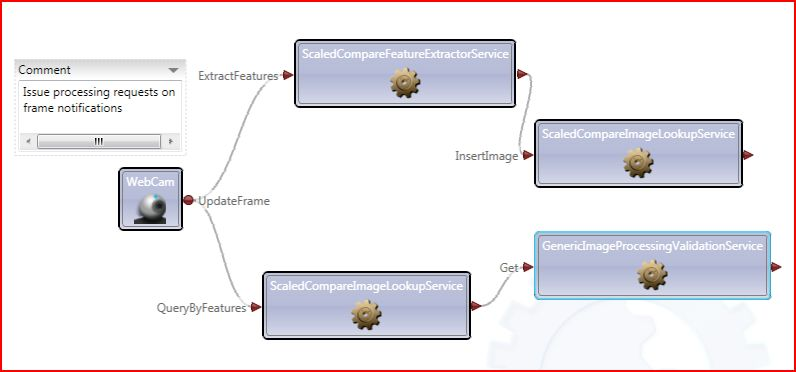 ScaledCompareFeatureExtractorService
Comment
ExtractFeatures
Issue processing requests on
frame notifications
ScaledCompareImageLookupService
InsertImage
WebCam
UpdateFrame
GenericImageProcessingValidationService
Get
ScaledCompareImageLookupService
QueryByFeatures